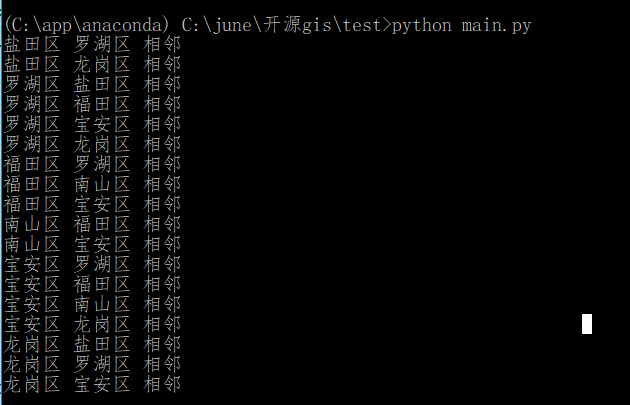 (C:\app\anaconda) C:\june\开源gis\test>python main.py
盐田区 罗湖区 相邻
盐田区 龙岗区 相邻
罗湖区 盐田区 相邻
罗湖区 福田区 相邻
罗湖区 宝安区 相邻
罗湖区 龙岗区 相邻
福田区 罗湖区 相邻
福田区 南山区 相邻
福田区 宝安区 相邻
南山区 福田区 相邻
南山区 宝安区 相邻
宝安区 罗湖区 相邻
宝安区 福田区 相邻
宝安区 南山区 相邻
宝安区 龙岗区 相邻
龙岗区 盐田区 相邻
龙岗区 罗湖区 相邻
龙岗区 宝安区 相邻